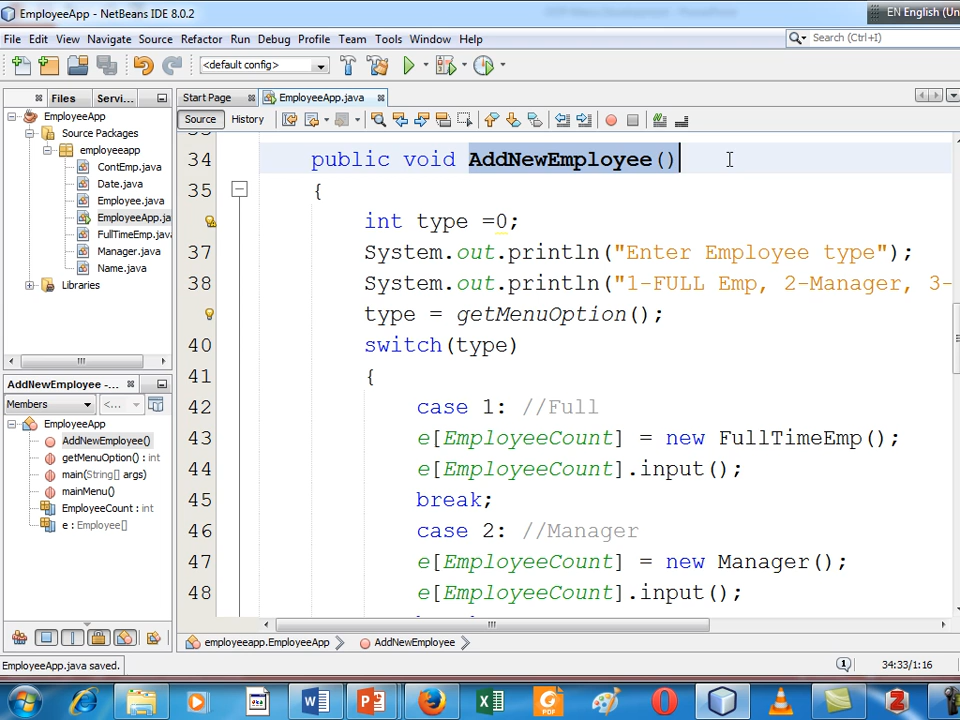 EmployeeApp - NetBeans IDE 8.0.2
EN English (Un
File Edit View Navigate Source Refactor Run Debug Profile Team Tools Window Help
Search (Ctrl+I)
<default config>
Files Servi...
Start Page EmployeeApp.java
Source History
EmployeeApp
Source Packages
employeeapp
ContEmp.java
Date.java
Employee.java
EmployeeApp.ja
FullTimeEmp.jav
Manager.java
Name.java
Libraries
34 public void AddNewEmployee()
35 {
int type =0;
37 System.out.println("Enter Employee type");
38 System.out.println("1-FULL Emp, 2-Manager, 3-
type = getMenuOption();
40 switch(type)
41 {
42 case 1: //Full
43 e[EmployeeCount] = new FullTimeEmp();
44 e[EmployeeCount].input();
45 break;
46 case 2: //Manager
47 e[EmployeeCount] = new Manager();
48 e[EmployeeCount].input();
AddNewEmployee -...
Members <...
EmployeeApp
AddNewEmployee()
getMenuOption() : int
main(String[] args)
mainMenu()
EmployeeCount : int
e : Employee[]
employeeapp.EmployeeApp AddNewEmployee
EmployeeApp.java saved.
1
34:33/1:16